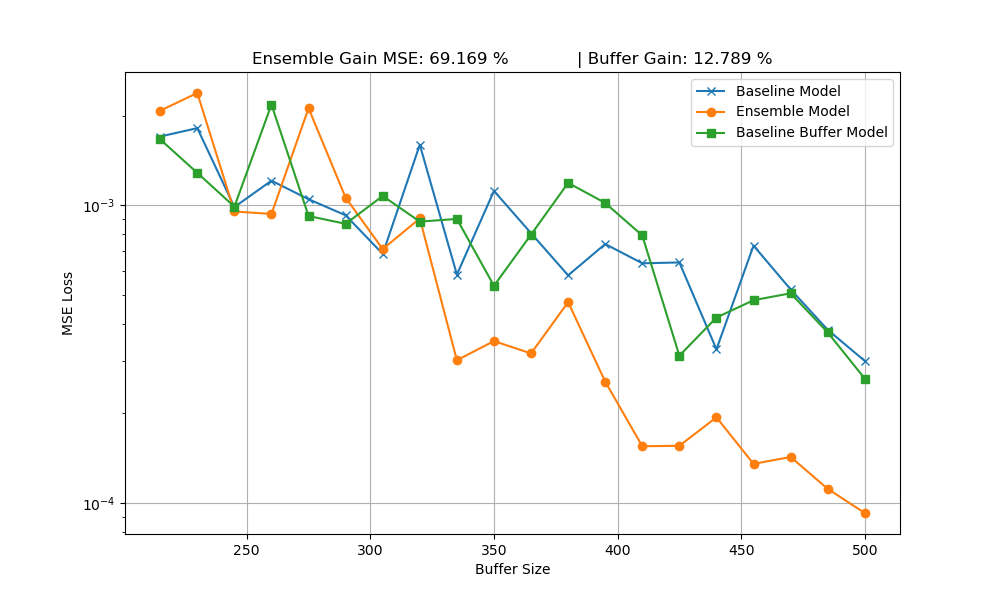 Ensemble Gain MSE: 69.169 % | Buffer Gain: 12.789 %
Baseline Model
Ensemble Model
Baseline Buffer Model
10⁻³
10⁻⁴
MSE Loss
250 300 350 400 450 500
Buffer Size